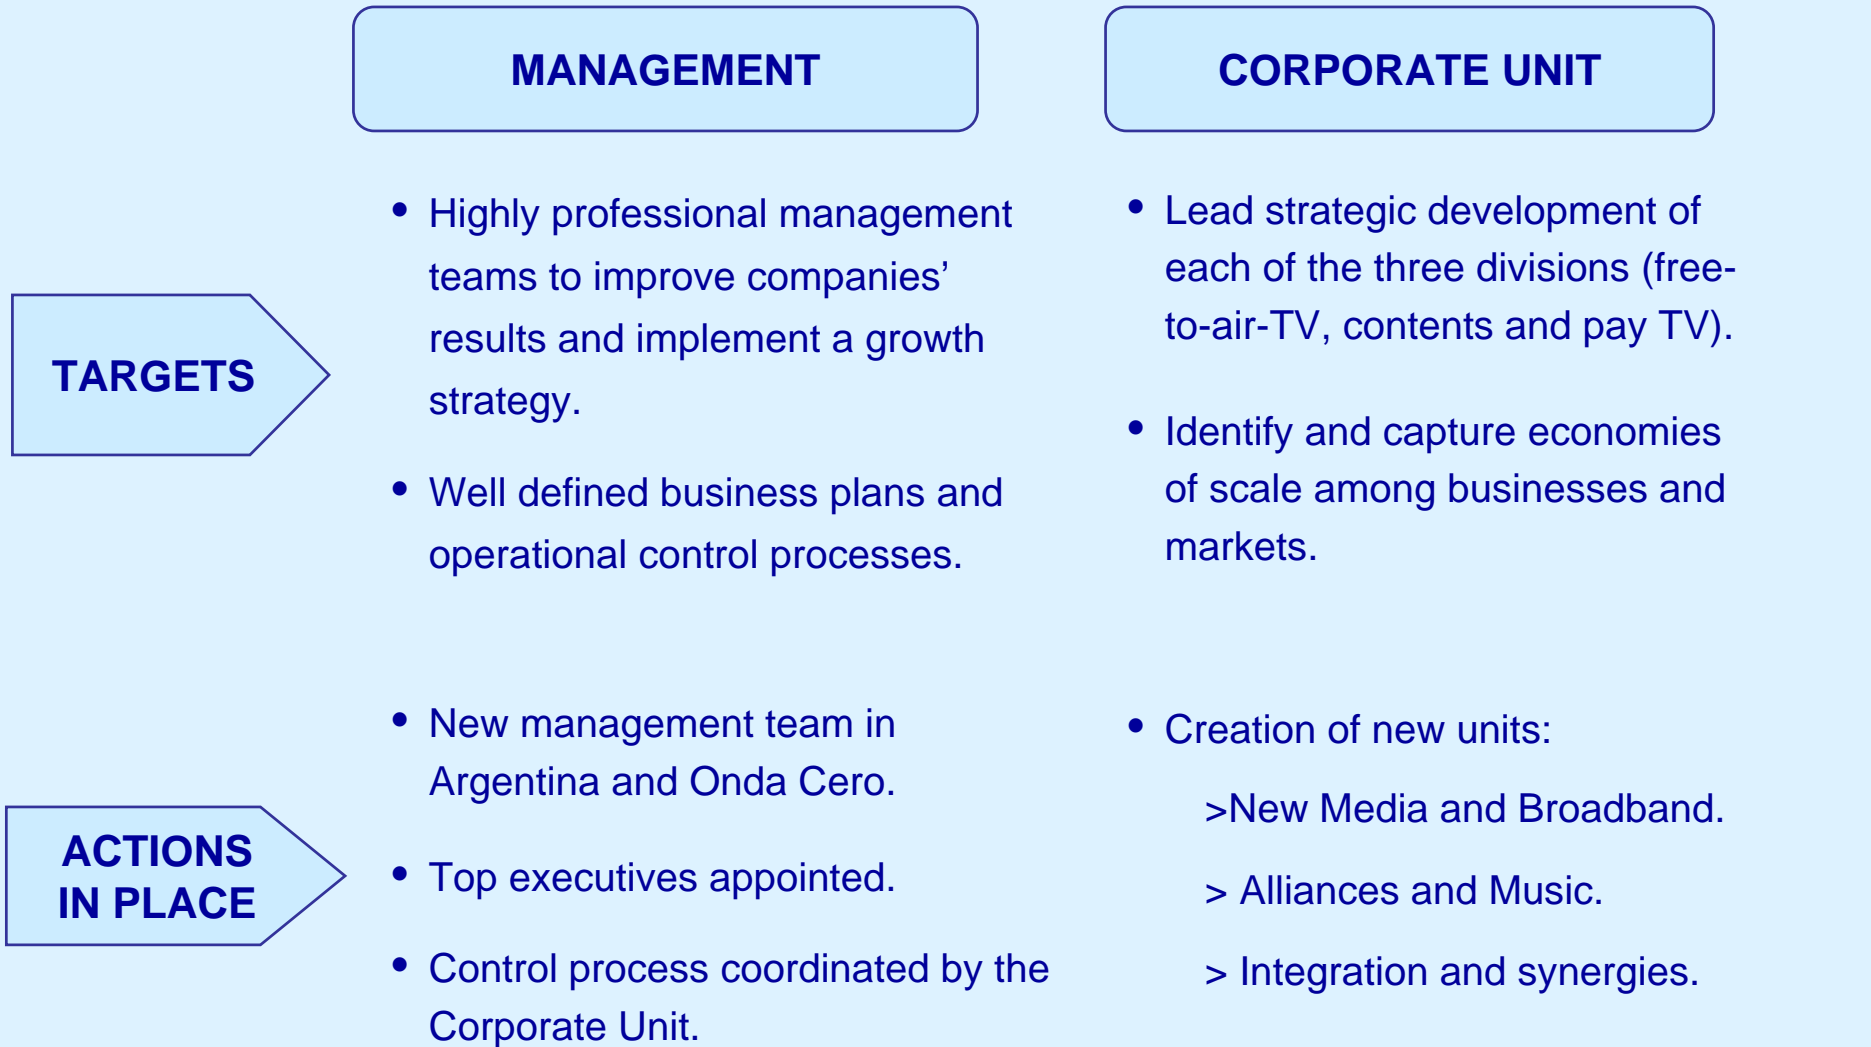 MANAGEMENT
CORPORATE UNIT
TARGETS
• Highly professional management
teams to improve companies’
results and implement a growth
strategy.
• Well defined business plans and
operational control processes.
• Lead strategic development of
each of the three divisions (free-
to-air-TV, contents and pay TV).
• Identify and capture economies
of scale among businesses and
markets.
ACTIONS
IN PLACE
• New management team in
Argentina and Onda Cero.
• Top executives appointed.
• Control process coordinated by the
Corporate Unit.
• Creation of new units:
>New Media and Broadband.
> Alliances and Music.
> Integration and synergies.